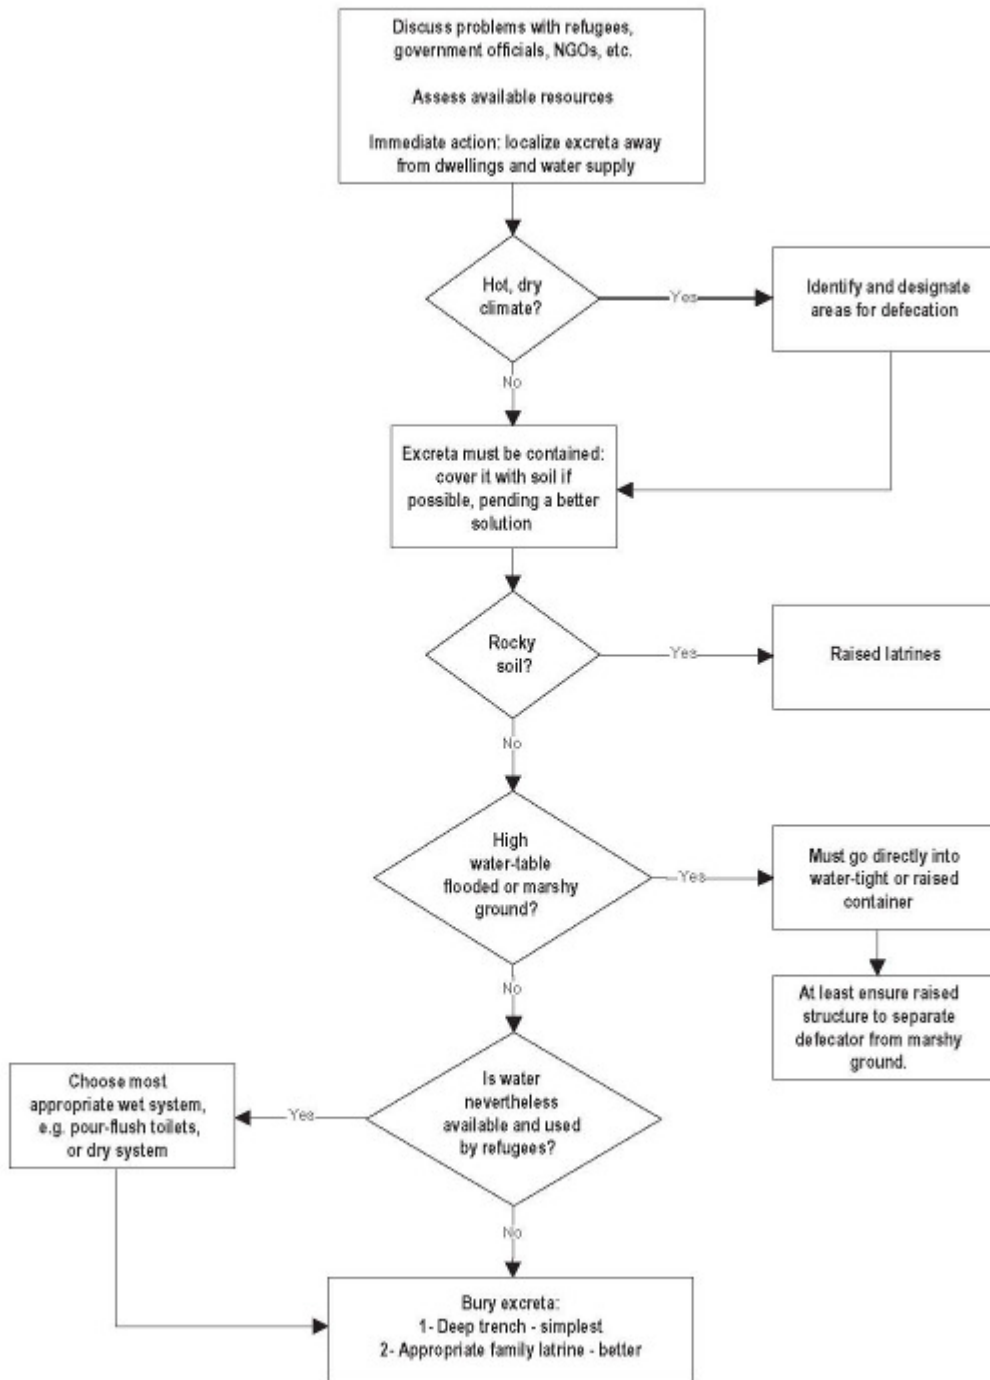 Discuss problems with refugees,
government officials, NGOs, etc.
Assess available resources
Immediate action: localize excreta away
from dwellings and water supply
Hot, dry
climate?
Yes
Identify and designate
areas for defecation
No
Excreta must be contained:
cover it with soil if
possible, pending a better
solution
Rocky
soil?
Yes
Raised latrines
No
High
water-table
flooded or marshy
ground?
Yes
Must go directly into
water-tight or raised
container
At least ensure raised
structure to separate
defecator from marshy
ground.
No
Is water
nevertheless
available and used
by refugees?
Yes
Choose most
appropriate wet system,
e.g. pour-flush toilets,
or dry system
No
Bury excreta:
1- Deep trench - simplest
2- Appropriate family latrine - better